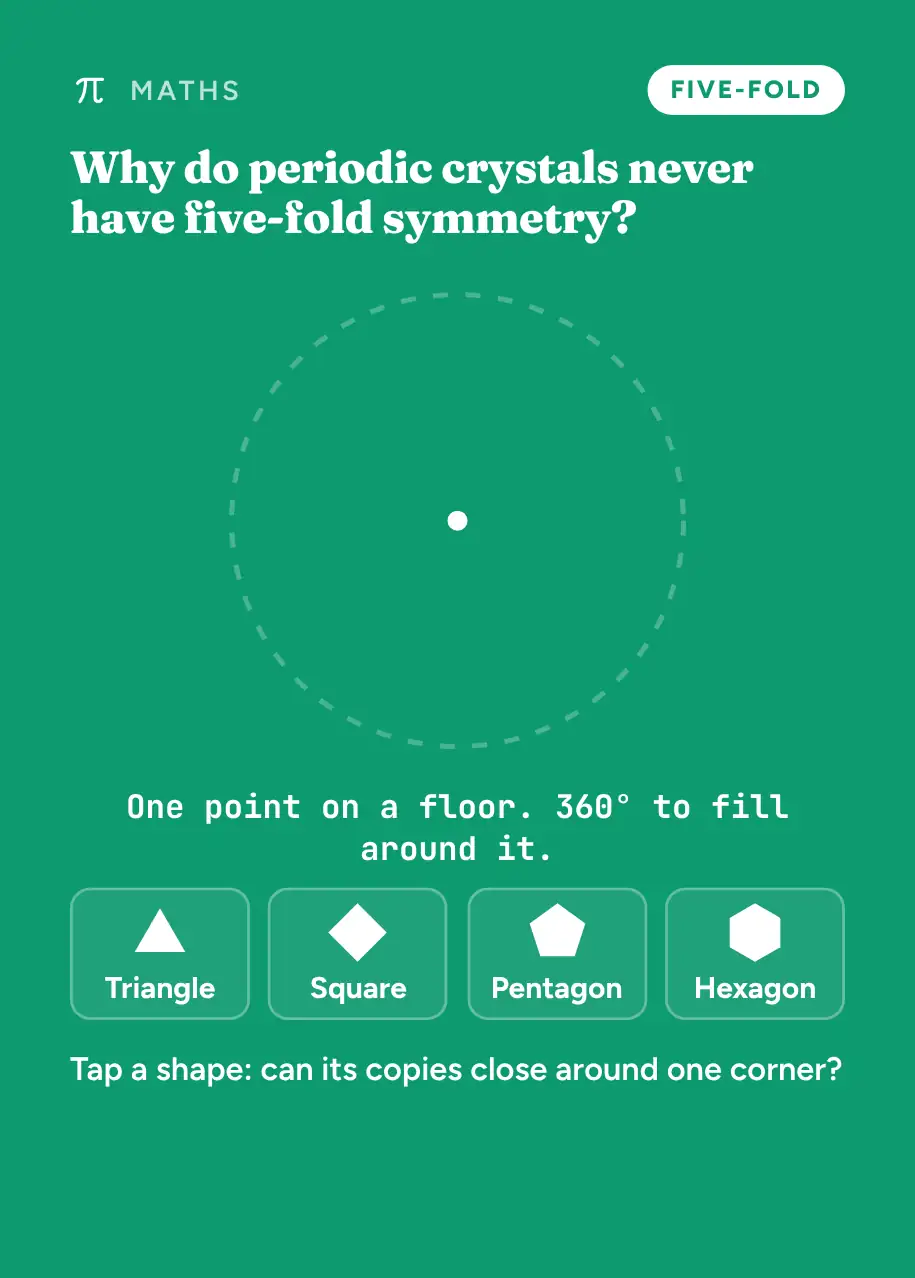 π MATHS
FIVE-FOLD
Why do periodic crystals never
have five-fold symmetry?
One point on a floor. 360° to fill
around it.
Triangle
Square
Pentagon
Hexagon
Tap a shape: can its copies close around one corner?